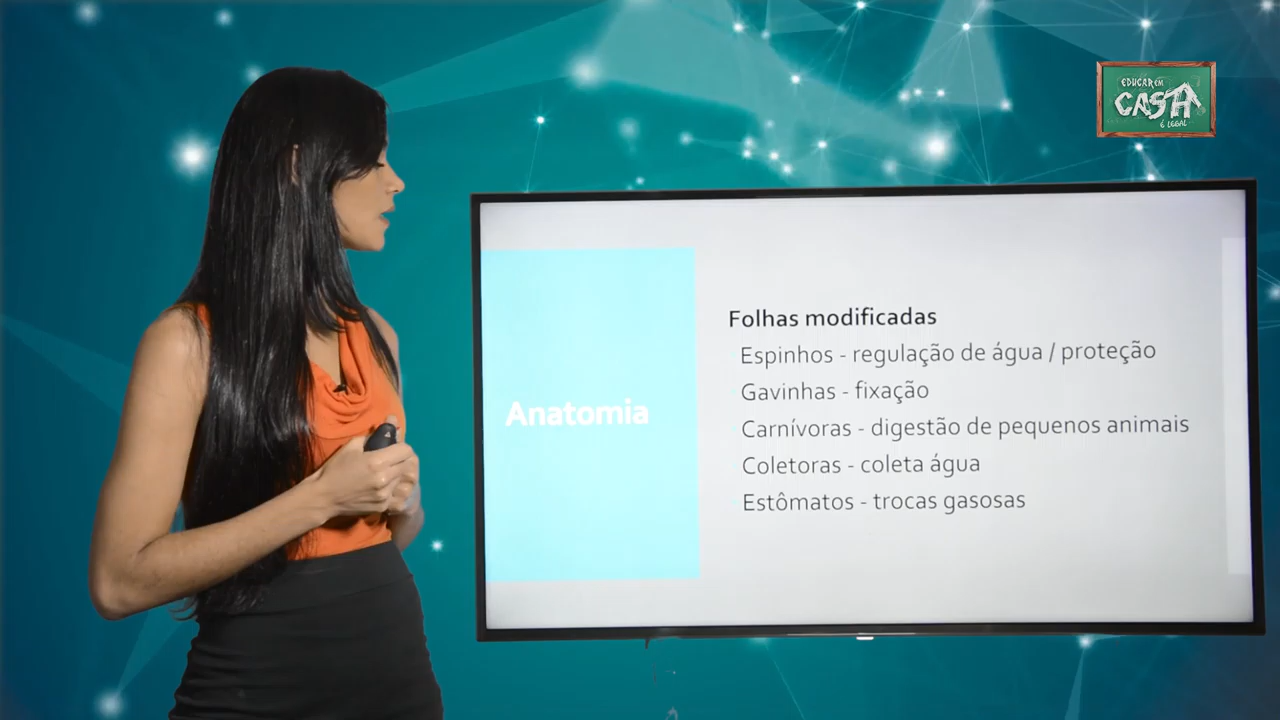 EDUCAR EM
CASA
É LEGAL
Anatomia
Folhas modificadas
Espinhos - regulação de água / proteção
Gavinhas - fixação
Carnívoras - digestão de pequenos animais
Coletoras - coleta água
Estômatos - trocas gasosas